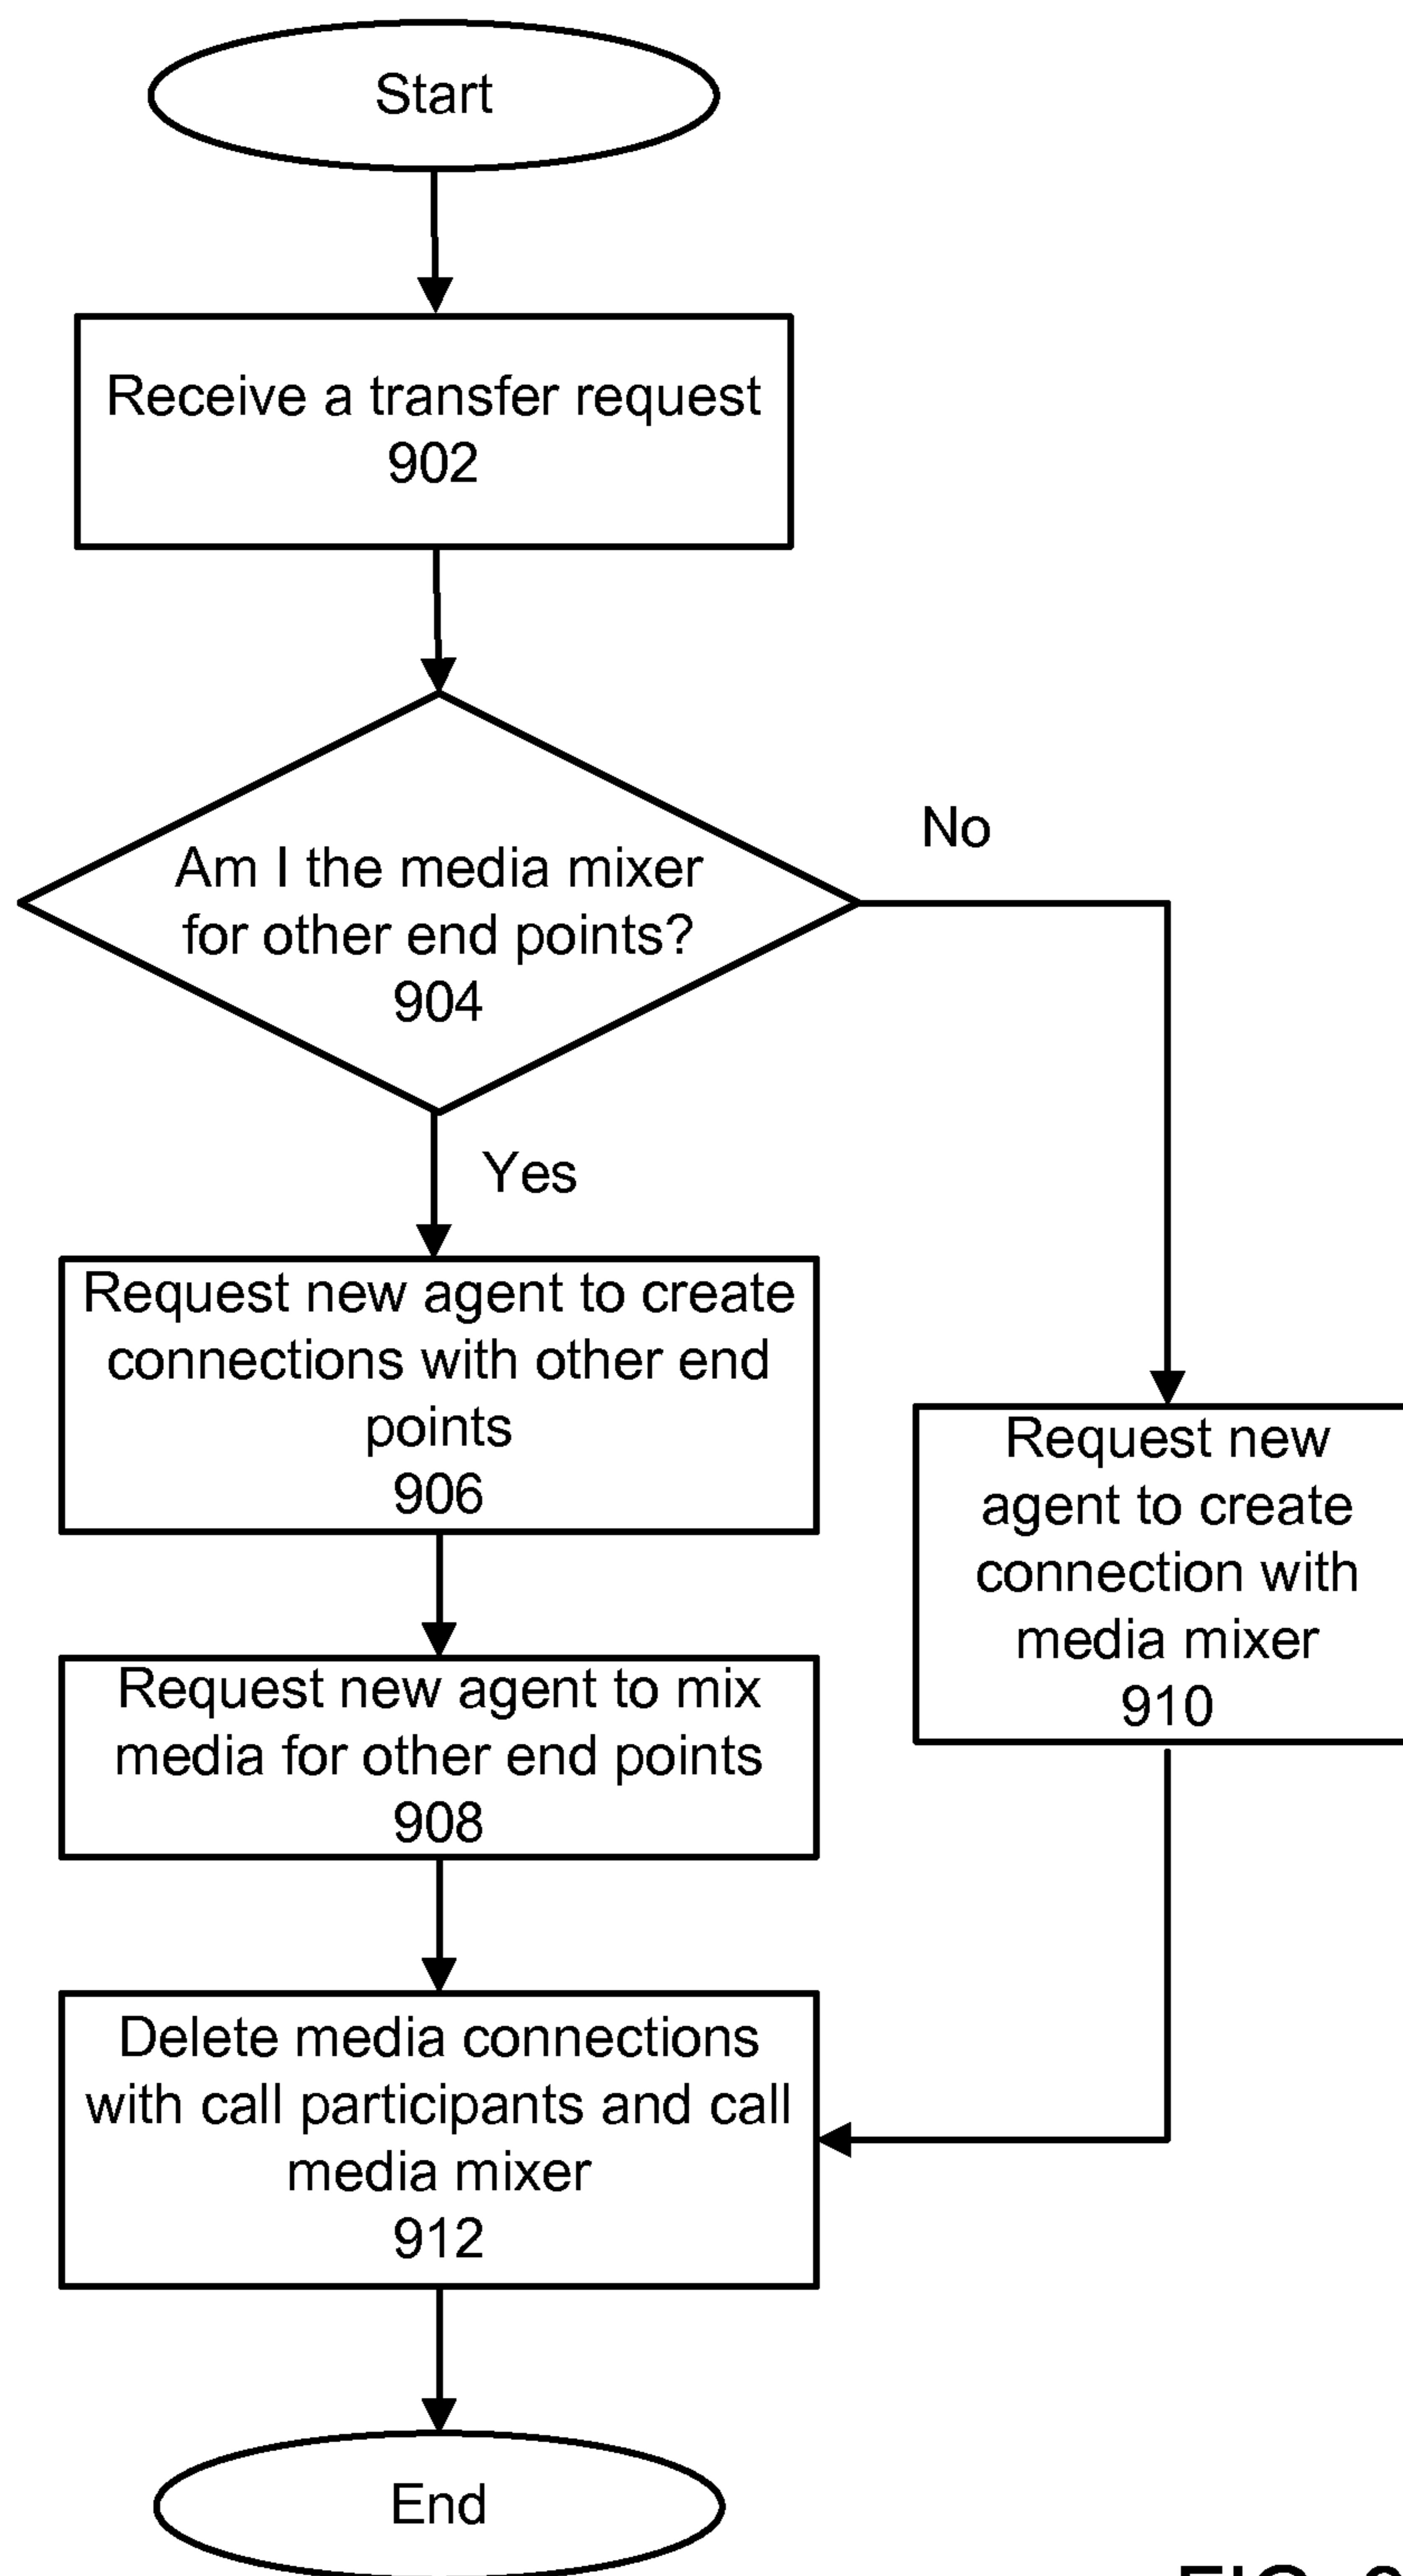 Start
Receive a transfer request
902
Am I the media mixer
for other end points?
904
No
Yes
Request new agent to create
connections with other end
points
906
Request new
agent to create
connection with
media mixer
910
Request new agent to mix
media for other end points
908
Delete media connections
with call participants and call
media mixer
912
End